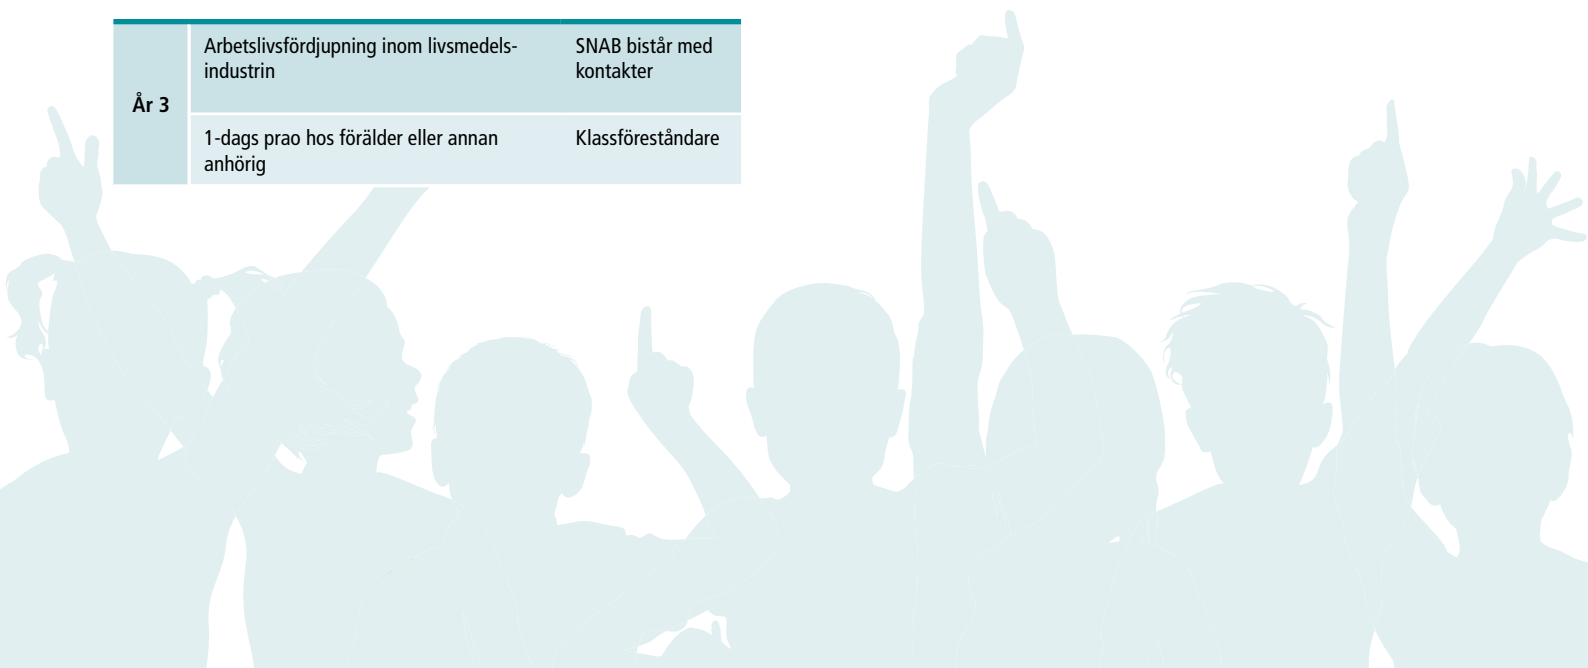 År 3
Arbetslivsfördjupning inom livsmedels-
industrin
SNAB bistår med
kontakter
1-dags prao hos förälder eller annan
anhörig
Klassföreståndare